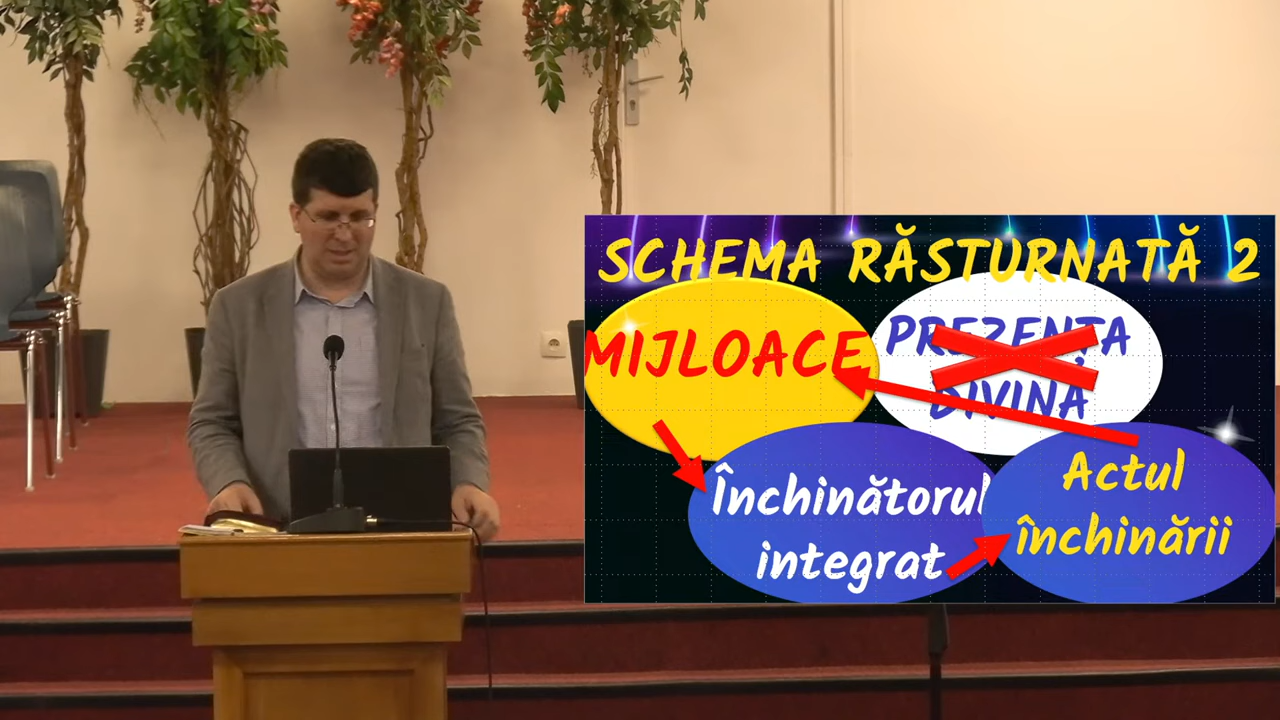 SCHEMA RĂSTURNATĂ 2
MIJLOACE
PREZENȚA
DIVINĂ
Închinătorul
integrat
Actul
închinării